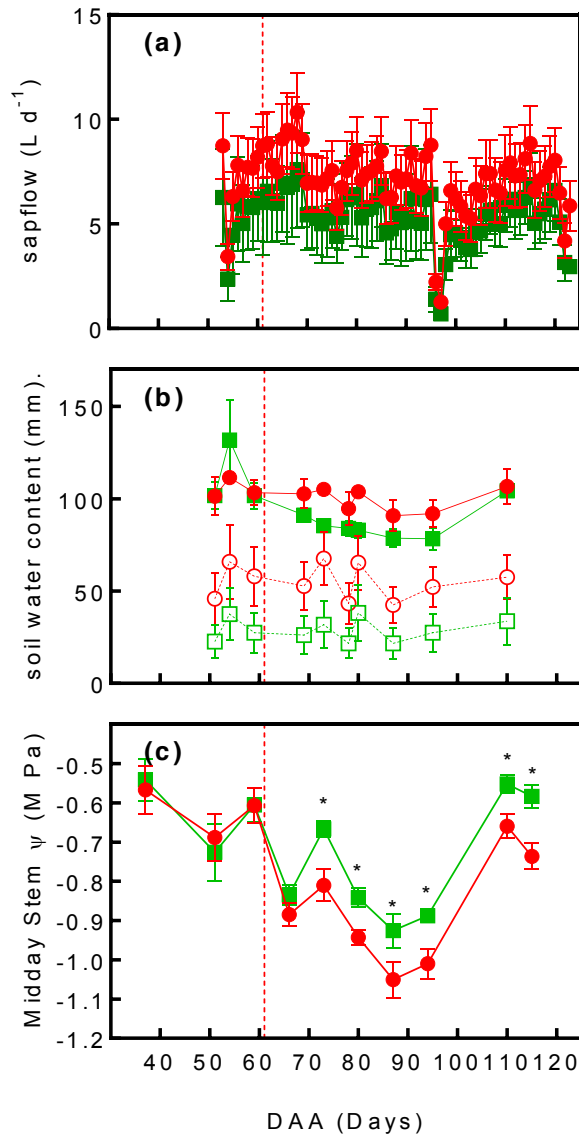 (a)
15
10
5
0
sapflow (L d⁻¹)
(b)
150
100
50
0
soil water content (mm).
(c)
-0.5
-0.6
-0.7
-0.8
-0.9
-1.0
-1.1
-1.2
Midday Stem ψ (M Pa)
* * * * * *
40 50 60 70 80 90 100 110 120
DAA (Days)